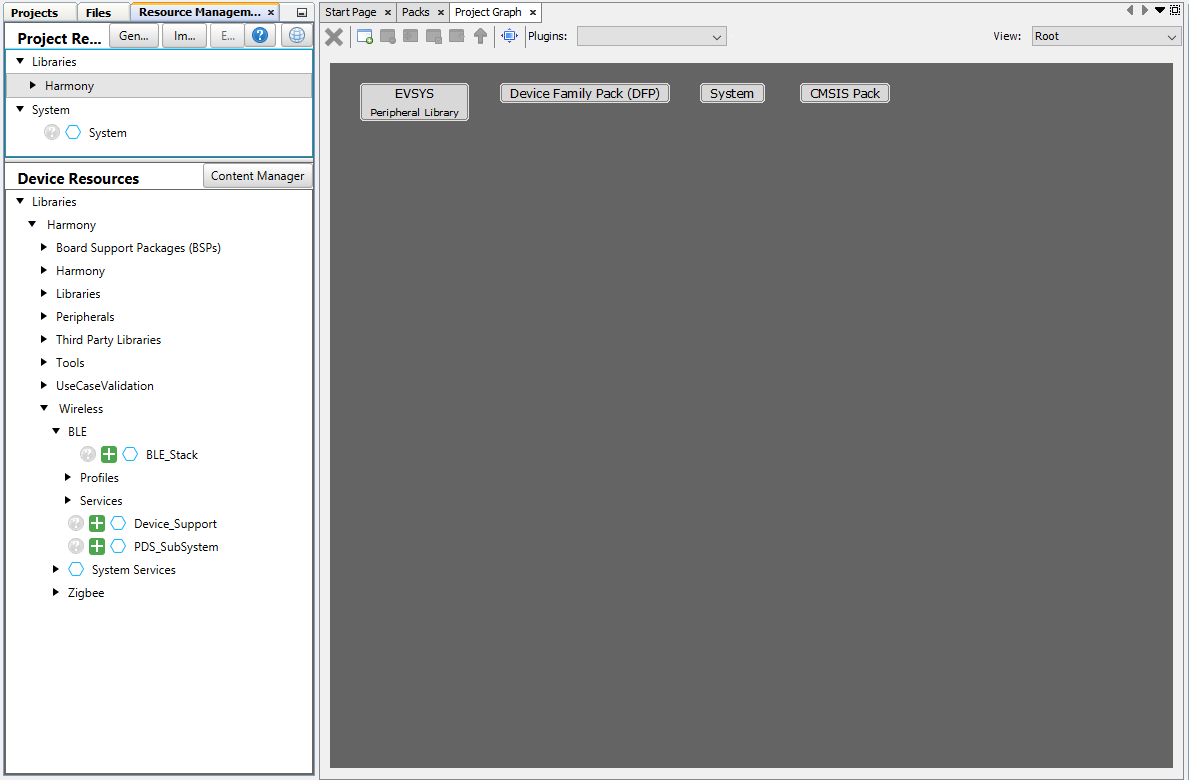 Projects Files Resource Managem... ×
Project Re... Gen... Im... E... ?
Libraries
Harmony
System
? System
Device Resources Content Manager
Libraries
Harmony
Board Support Packages (BSPs)
Harmony
Libraries
Peripherals
Third Party Libraries
Tools
UseCaseValidation
Wireless
BLE
? BLE_Stack
Profiles
Services
? Device_Support
? PDS_SubSystem
System Services
Zigbee
Start Page × Packs × Project Graph ×
Plugins: View: Root
EVSYS
Peripheral Library
Device Family Pack (DFP)
System
CMSIS Pack